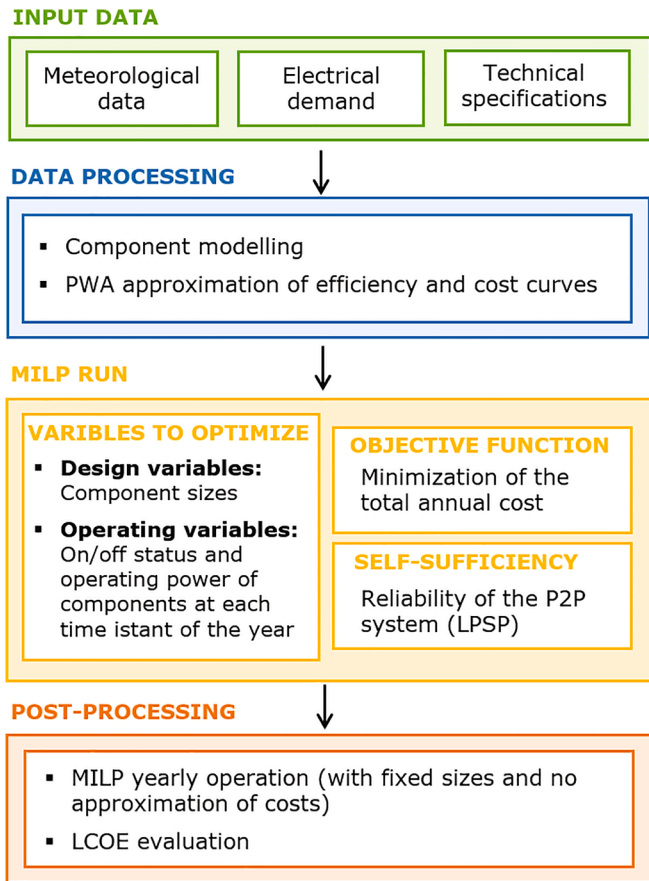 INPUT DATA
Meteorological
data
Electrical
demand
Technical
specifications
DATA PROCESSING
▪ Component modelling
▪ PWA approximation of efficiency and cost curves
MILP RUN
VARIBLES TO OPTIMIZE
▪ Design variables:
Component sizes
▪ Operating variables:
On/off status and
operating power of
components at each
time istant of the year
OBJECTIVE FUNCTION
Minimization of the
total annual cost
SELF-SUFFICIENCY
Reliability of the P2P
system (LPSP)
POST-PROCESSING
▪ MILP yearly operation (with fixed sizes and no
approximation of costs)
▪ LCOE evaluation